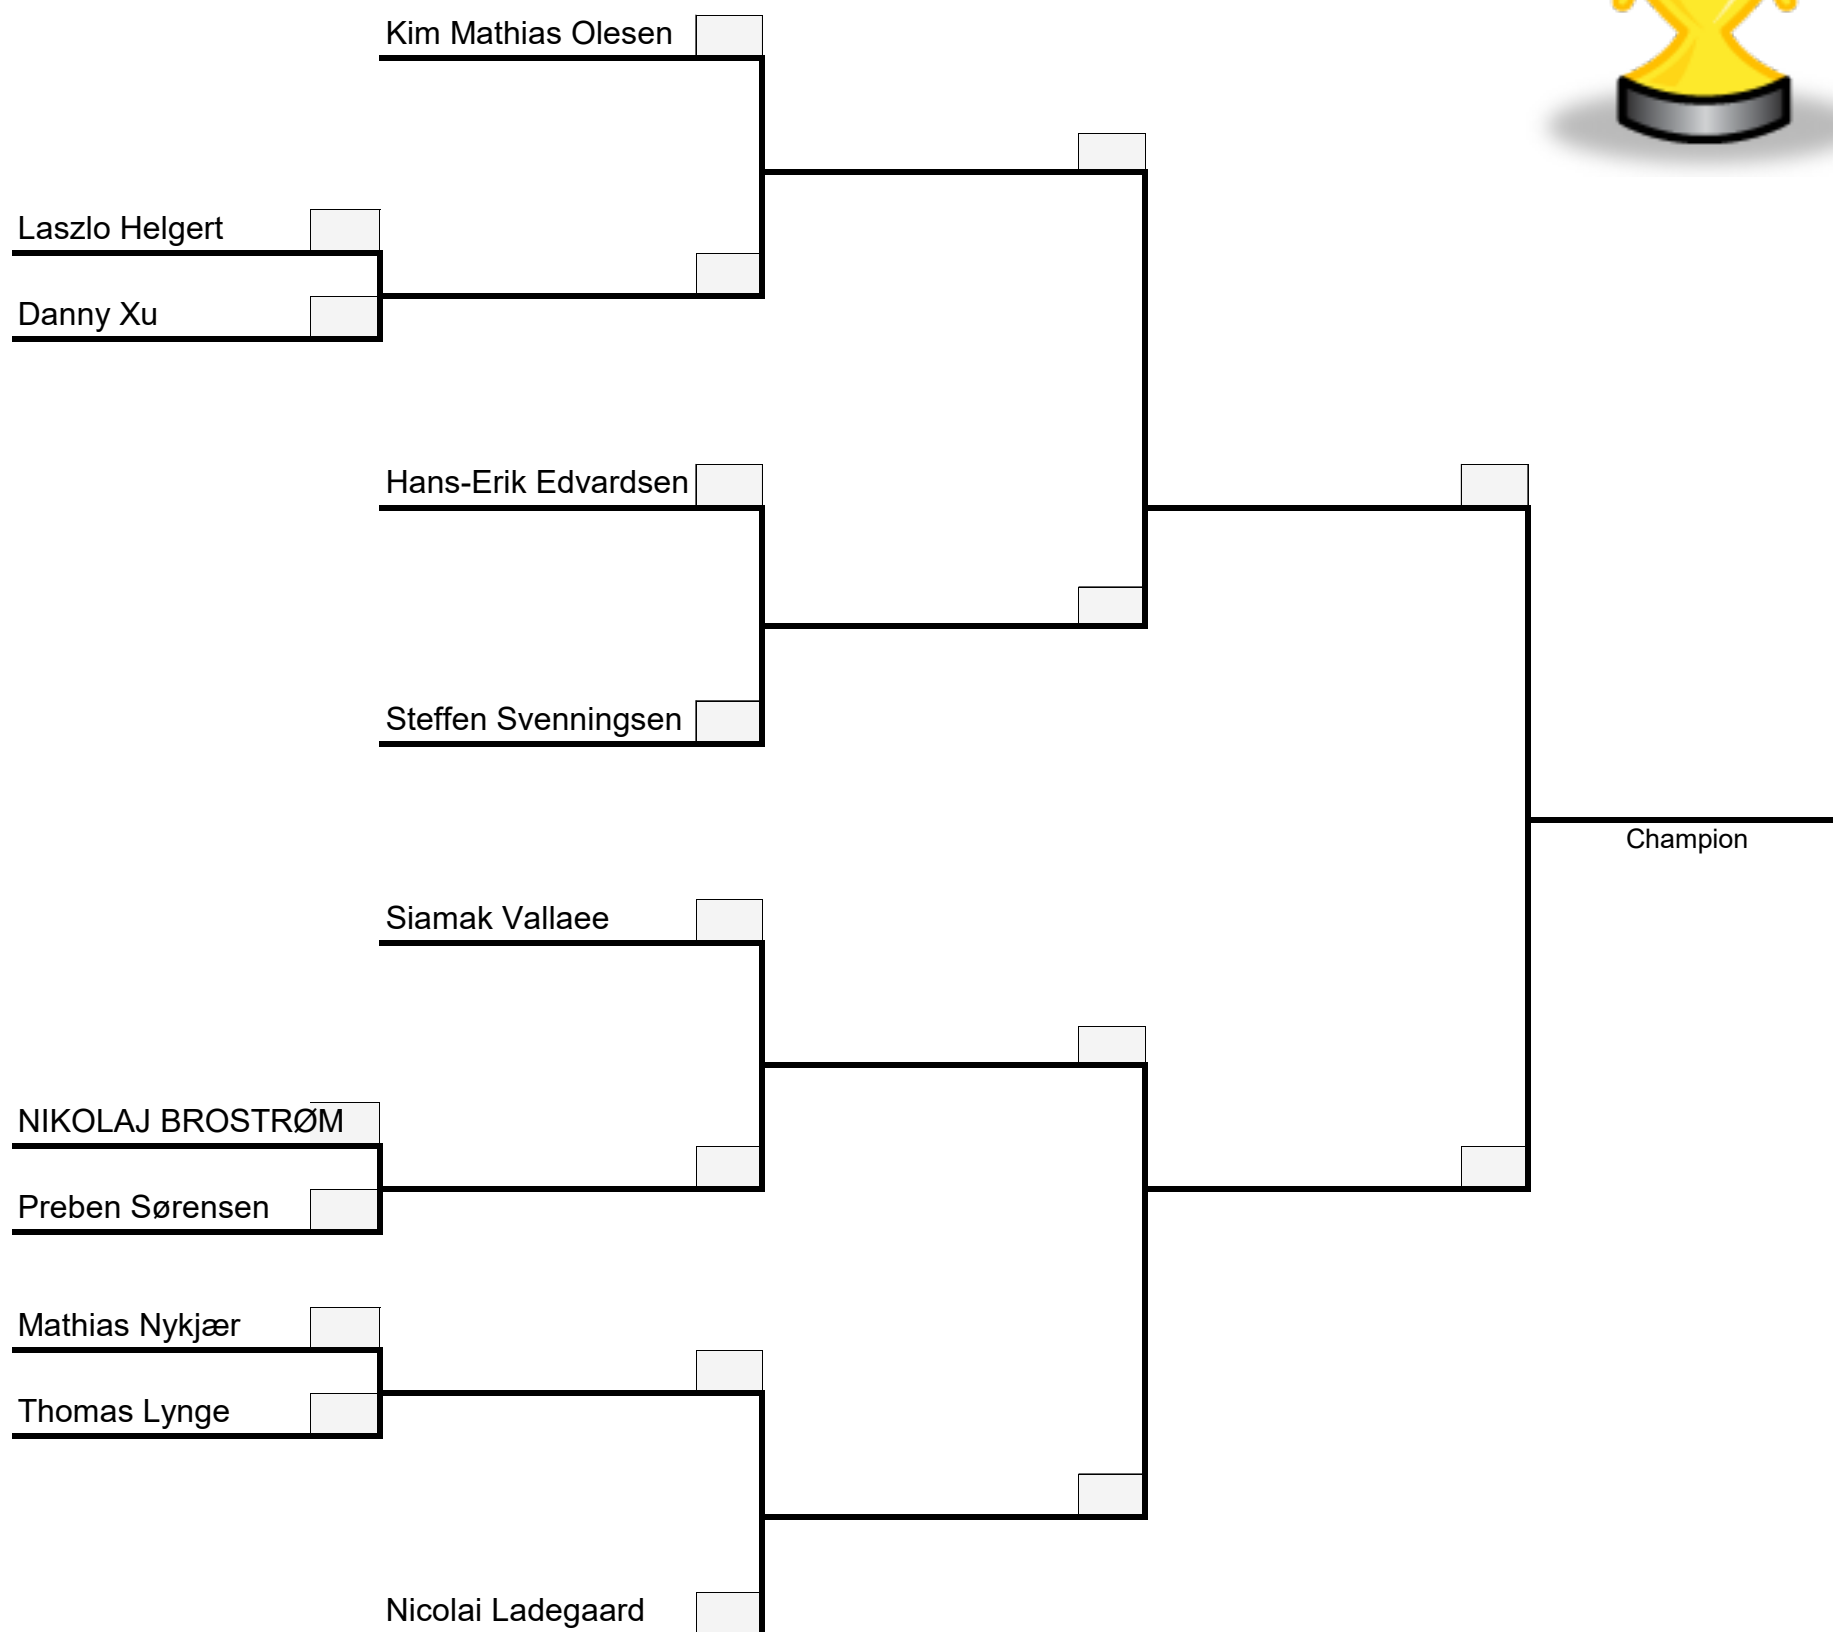 Kim Mathias Olesen
Laszlo Helgert
Danny Xu
Hans-Erik Edvardsen
Steffen Svenningsen
Champion
Siamak Vallaee
NIKOLAJ BROSTRØM
Preben Sørensen
Mathias Nykjær
Thomas Lynge
Nicolai Ladegaard